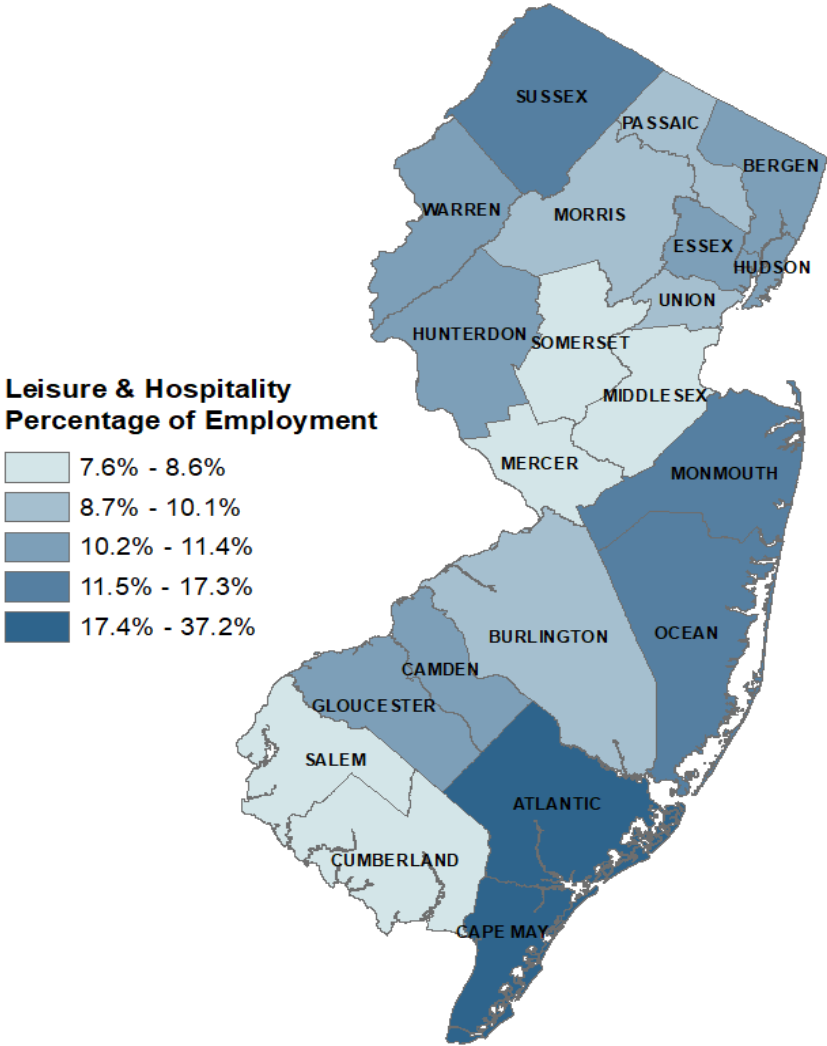 SUSSEX
PASSAIC
BERGEN
WARREN
MORRIS
ESSEX
HUDSON
UNION
HUNTERDON
SOMERSET
MIDDLESEX
Leisure & Hospitality
Percentage of Employment
7.6% - 8.6%
8.7% - 10.1%
10.2% - 11.4%
11.5% - 17.3%
17.4% - 37.2%
MERCER
MONMOUTH
BURLINGTON
OCEAN
CAMDEN
GLOUCESTER
SALEM
ATLANTIC
CUMBERLAND
CAPE MAY